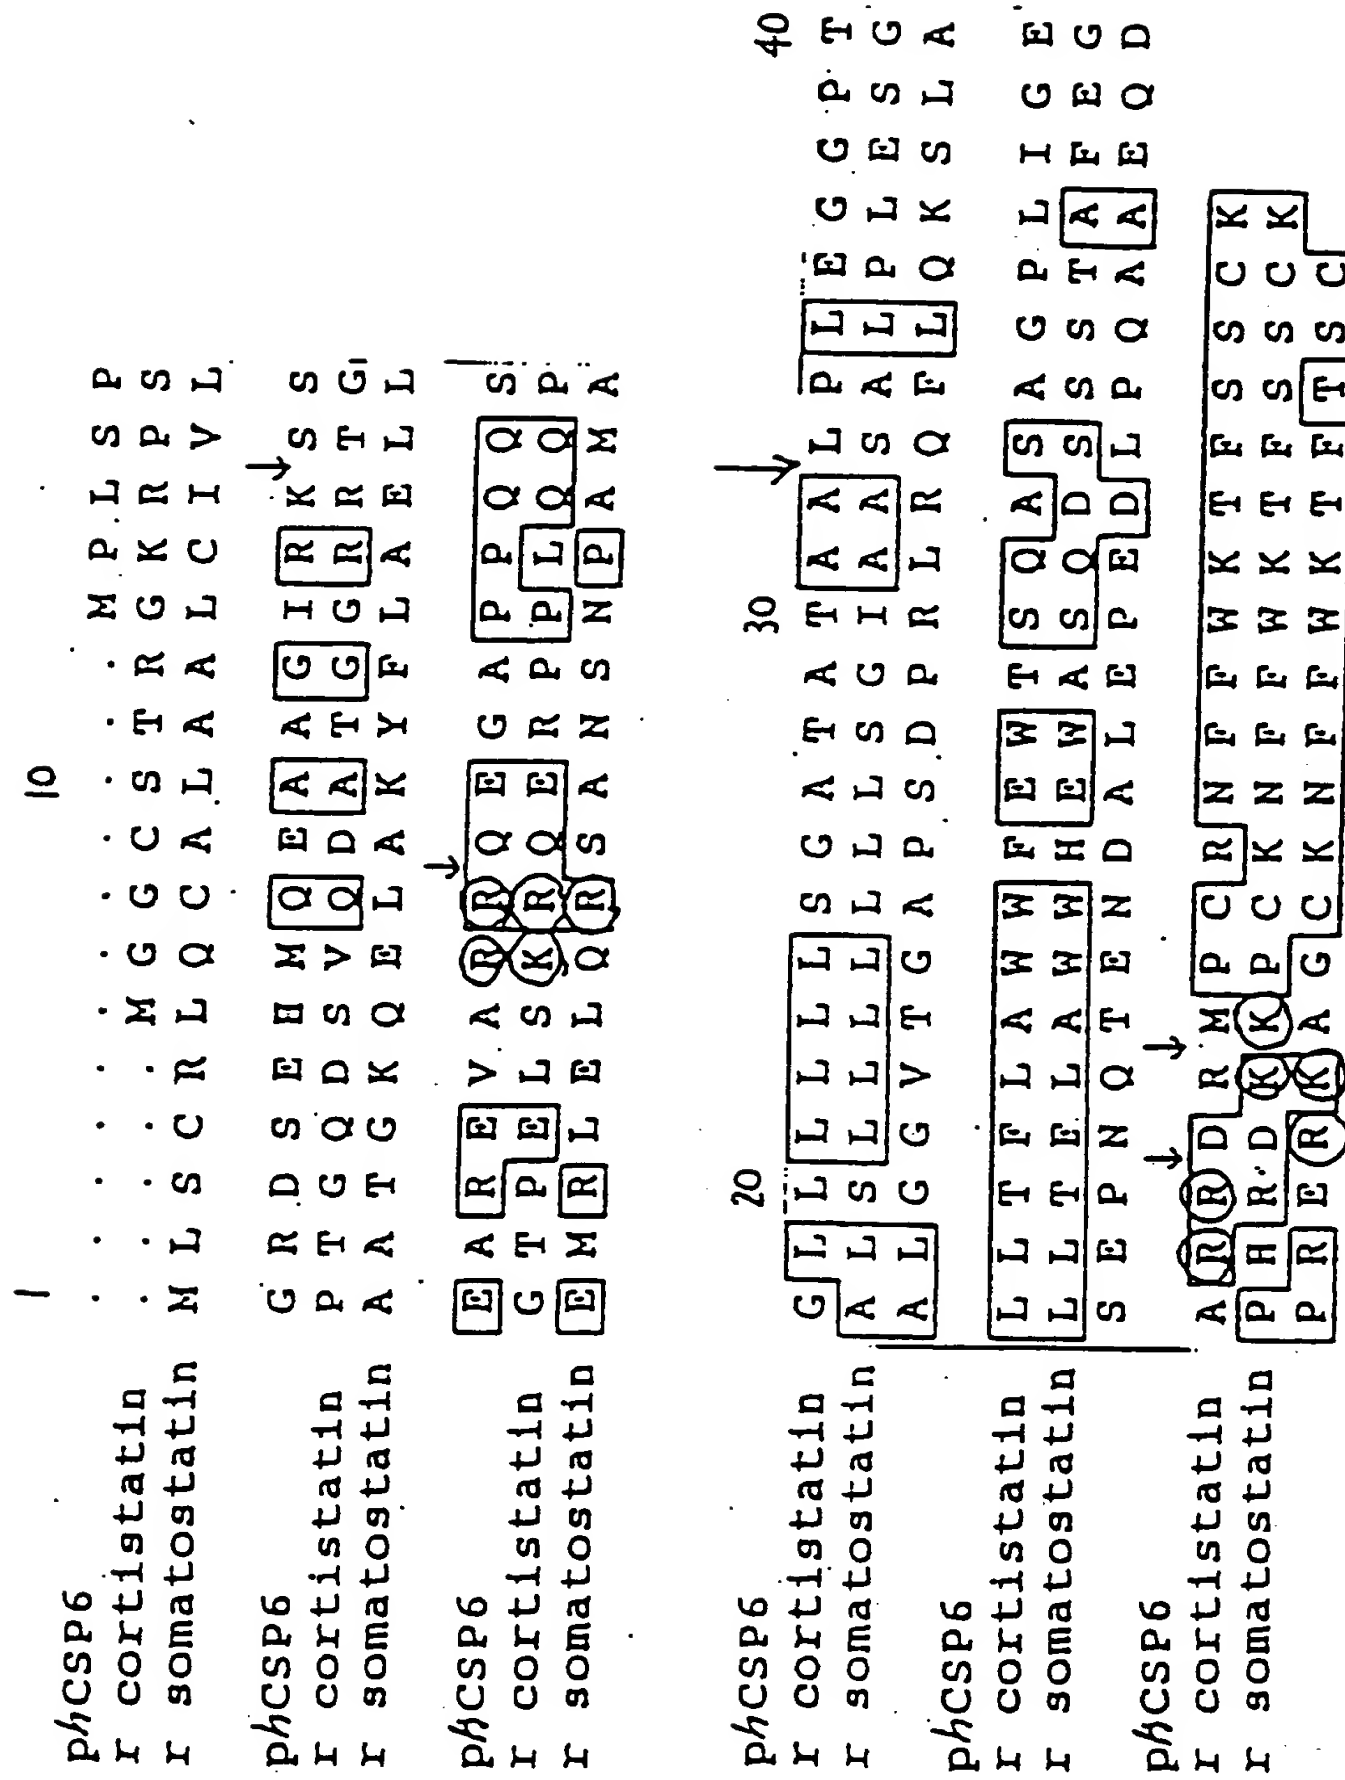 1 10
phCSP6 . . . . . . . . . . . . M P L S P
r cortistatin . . . . . M G G C S T R G K R P S
r somatostatin M L S C R L Q C A L A A L C I V L
phCSP6 G R D S E H M Q E A A G I R K S S
r cortistatin P T G Q D S V Q D A T G G R R T G
r somatostatin A A T G K Q E L A K Y F L A E L L
phCSP6 E A R E V A R R Q E G A P P Q Q S
r cortistatin G T P E L S K R Q E R P P L Q Q P
r somatostatin E M R L E L Q R S A N S N P A M A
20 30 40
phCSP6 G L L L L L L S G A T A T A A L P L E G G P T
r cortistatin A L S L L L L L L L S G I A A S A L P L E S G
r somatostatin A L G G V T G A P S D P R L R Q F L Q K S L A
phCSP6 L L T F L A W W F E W T S Q A S A G P L I G E
r cortistatin L L T E L A W W H E W A S Q D S S S T A F E G
r somatostatin S E P N Q T E N D A L E P E D L P Q A A E Q D
phCSP6 A R R D R M P C R N F F W K T F S S C K
r cortistatin P H R D K K P C K N F F W K T F S S C K
r somatostatin P R E R K A G C K N F F W K T F T S C